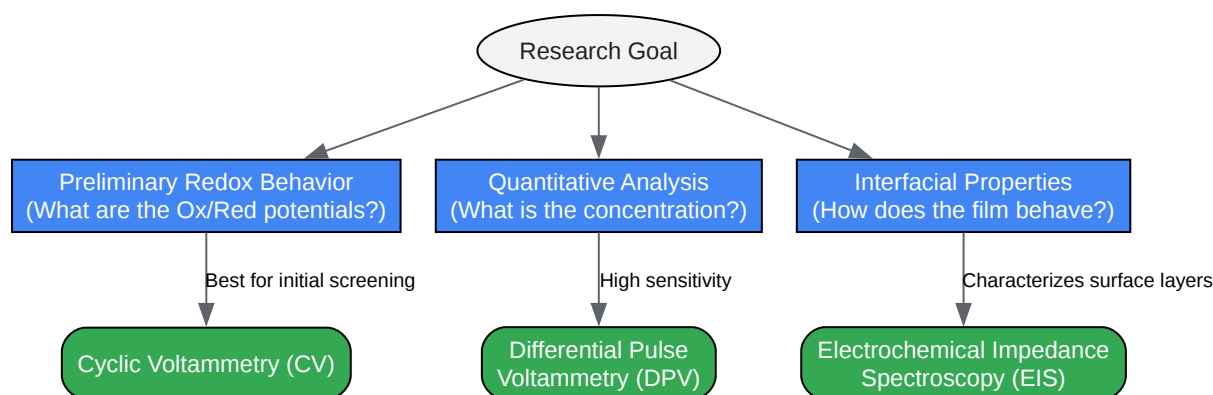 Research Goal
Preliminary Redox Behavior
(What are the Ox/Red potentials?)
Quantitative Analysis
(What is the concentration?)
Interfacial Properties
(How does the film behave?)
Best for initial screening
High sensitivity
Characterizes surface layers
Cyclic Voltammetry (CV)
Differential Pulse
Voltammetry (DPV)
Electrochemical Impedance
Spectroscopy (EIS)